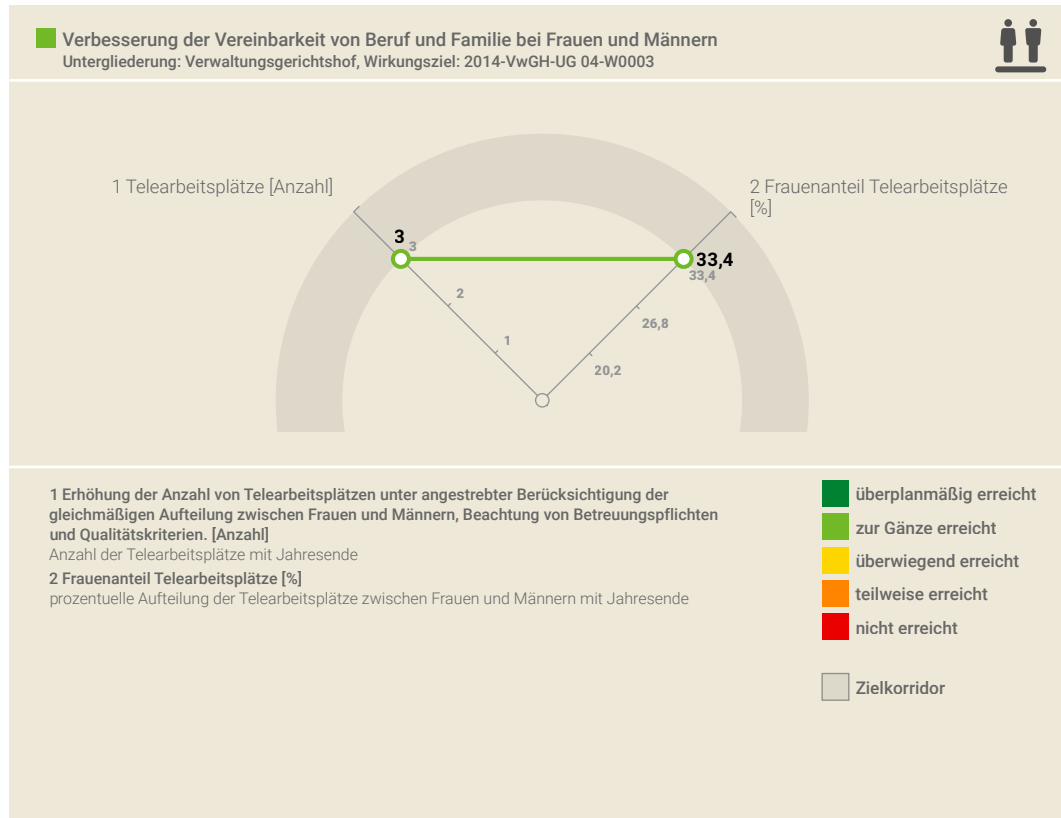 Verbesserung der Vereinbarkeit von Beruf und Familie bei Frauen und Männern
Untergliederung: Verwaltungsgerichtshof, Wirkungsziel: 2014-VwGH-UG 04-W0003
1 Telearbeitsplätze [Anzahl]
2 Frauenanteil Telearbeitsplätze
[%]
3
3
33,4
33,4
2
26,8
1
20,2
1 Erhöhung der Anzahl von Telearbeitsplätzen unter angestrebter Berücksichtigung der
gleichmäßigen Aufteilung zwischen Frauen und Männern, Beachtung von Betreuungspflichten
und Qualitätskriterien. [Anzahl]
Anzahl der Telearbeitsplätze mit Jahresende
2 Frauenanteil Telearbeitsplätze [%]
prozentuelle Aufteilung der Telearbeitsplätze zwischen Frauen und Männern mit Jahresende
überplanmäßig erreicht
zur Gänze erreicht
überwiegend erreicht
teilweise erreicht
nicht erreicht
Zielkorridor